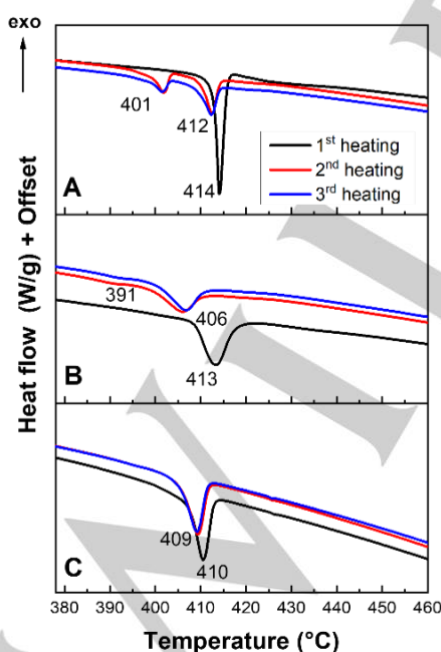 exo
401
412
414
1st heating
2nd heating
3rd heating
A
391
406
413
B
409
410
C
Heat flow (W/g) + Offset
380 390 400 410 420 430 440 450 460
Temperature (°C)